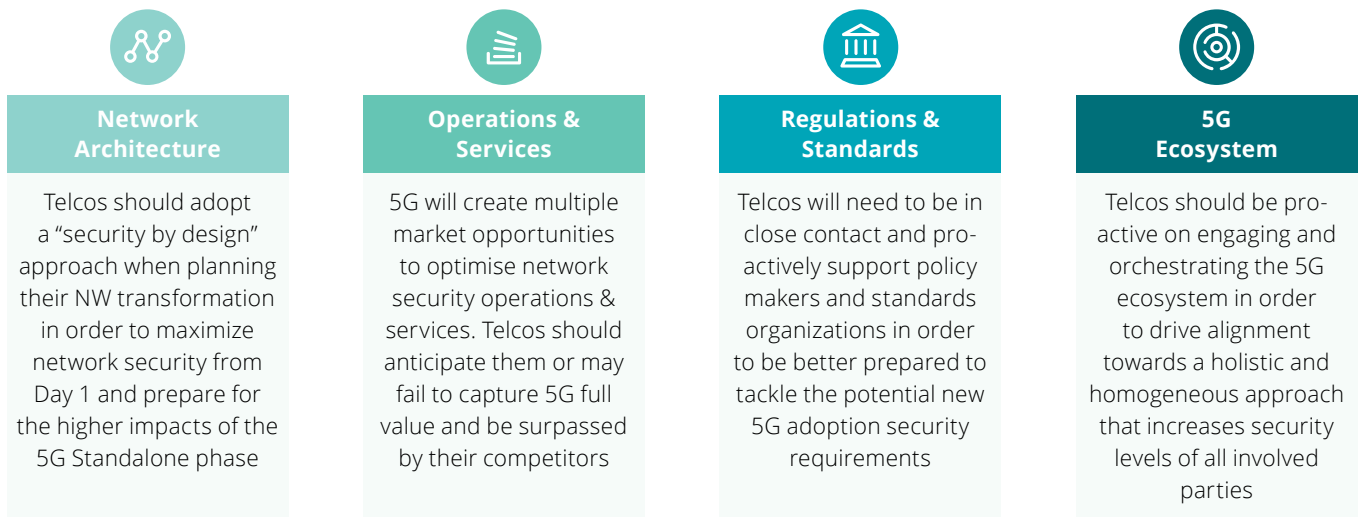 Network
Architecture
Telcos should adopt
a “security by design”
approach when planning
their NW transformation
in order to maximize
network security from
Day 1 and prepare for
the higher impacts of the
5G Standalone phase
Operations &
Services
5G will create multiple
market opportunities
to optimise network
security operations &
services. Telcos should
anticipate them or may
fail to capture 5G full
value and be surpassed
by their competitors
Regulations &
Standards
Telcos will need to be in
close contact and pro-
actively support policy
makers and standards
organizations in order
to be better prepared to
tackle the potential new
5G adoption security
requirements
5G
Ecosystem
Telcos should be pro-
active on engaging and
orchestrating the 5G
ecosystem in order
to drive alignment
towards a holistic and
homogeneous approach
that increases security
levels of all involved
parties